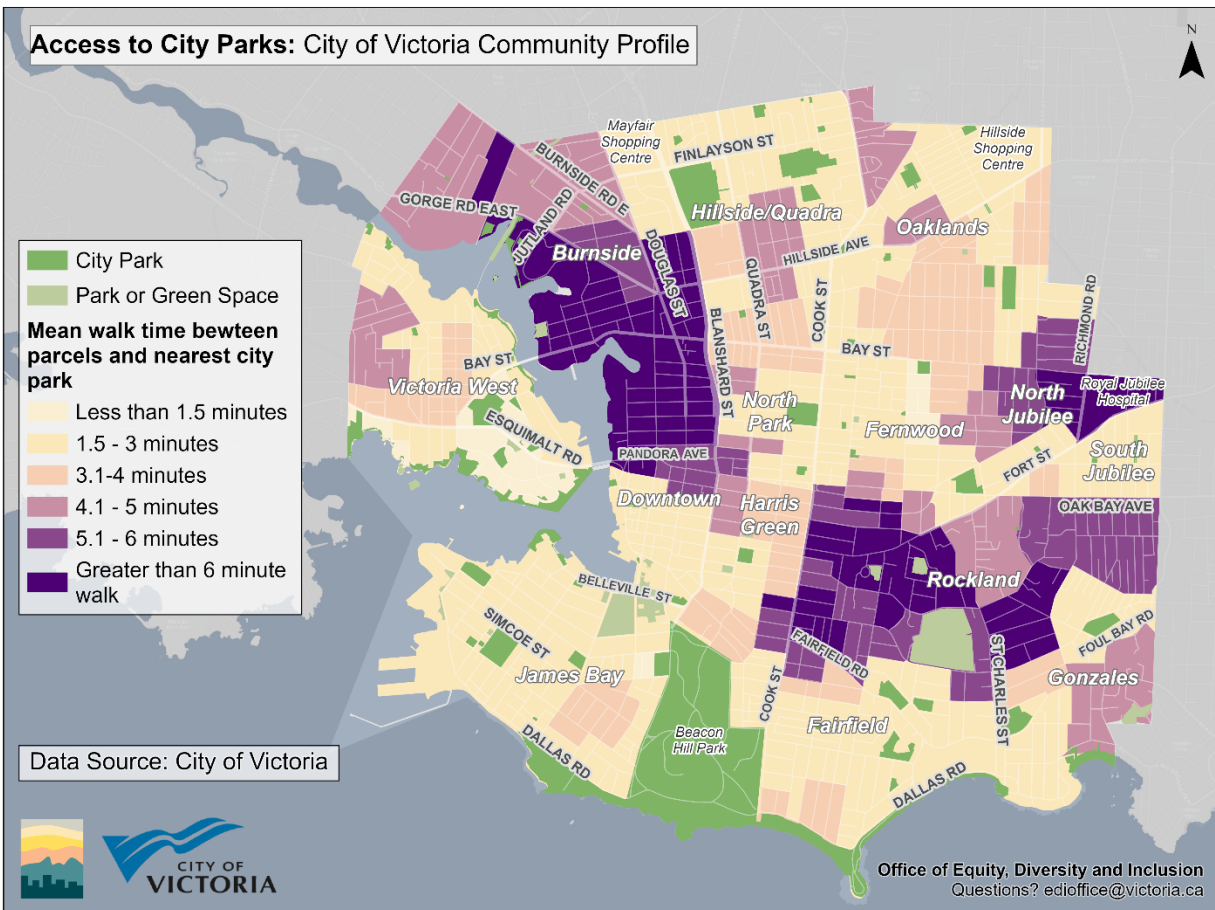 Access to City Parks: City of Victoria Community Profile
N
Mayfair
Shopping
Centre
FINLAYSON ST
Hillside
Shopping
Centre
BURNSIDE RD E
GORGE RD EAST
JUTLAND RD
Hillside/Quadra
Oaklands
Burnside
DOUGLAS ST
HILLSIDE AVE
QUADRA ST
COOK ST
RICHMOND RD
BLANSHARD ST
BAY ST
BAY ST
Victoria West
North
Park
North
Jubilee
Royal Jubilee
Hospital
ESQUIMALT RD
Fernwood
PANDORA AVE
FORT ST
South
Jubilee
Downtown
Harris
Green
OAK BAY AVE
Rockland
BELLEVILLE ST
SIMCOE ST
FAIRFIELD RD
ST CHARLES ST
FOUL BAY RD
James Bay
COOK ST
Gonzales
Fairfield
Beacon
Hill Park
DALLAS RD
DALLAS RD
City Park
Park or Green Space
Mean walk time bewteen
parcels and nearest city
park
Less than 1.5 minutes
1.5 - 3 minutes
3.1-4 minutes
4.1 - 5 minutes
5.1 - 6 minutes
Greater than 6 minute
walk
Data Source: City of Victoria
CITY OF
VICTORIA
Office of Equity, Diversity and Inclusion
Questions? edioffice@victoria.ca